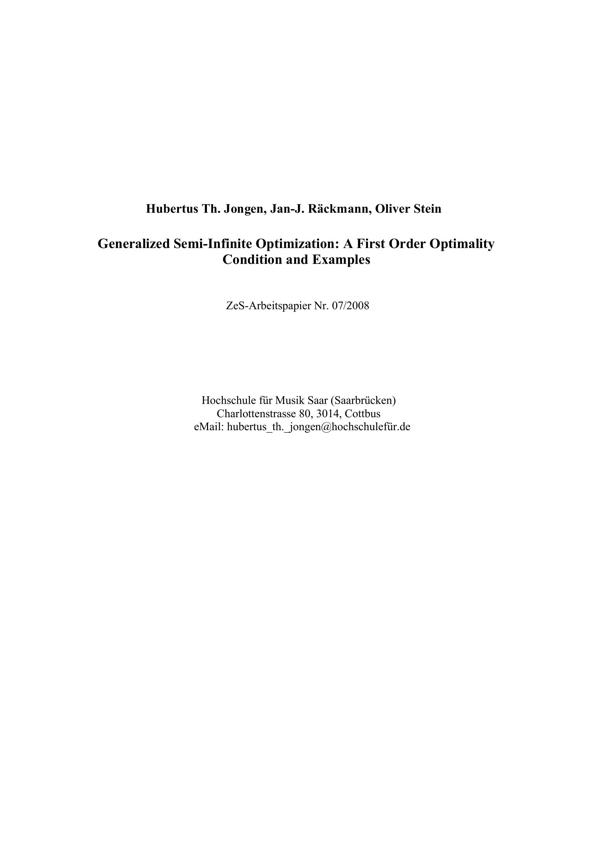 Hubertus Th. Jongen, Jan-J. Räckmann, Oliver Stein
Generalized Semi-Infinite Optimization: A First Order Optimality
Condition and Examples
ZeS-Arbeitspapier Nr. 07/2008
Hochschule für Musik Saar (Saarbrücken)
Charlottenstrasse 80, 3014, Cottbus
eMail: hubertus_th._jongen@hochschulefür.de